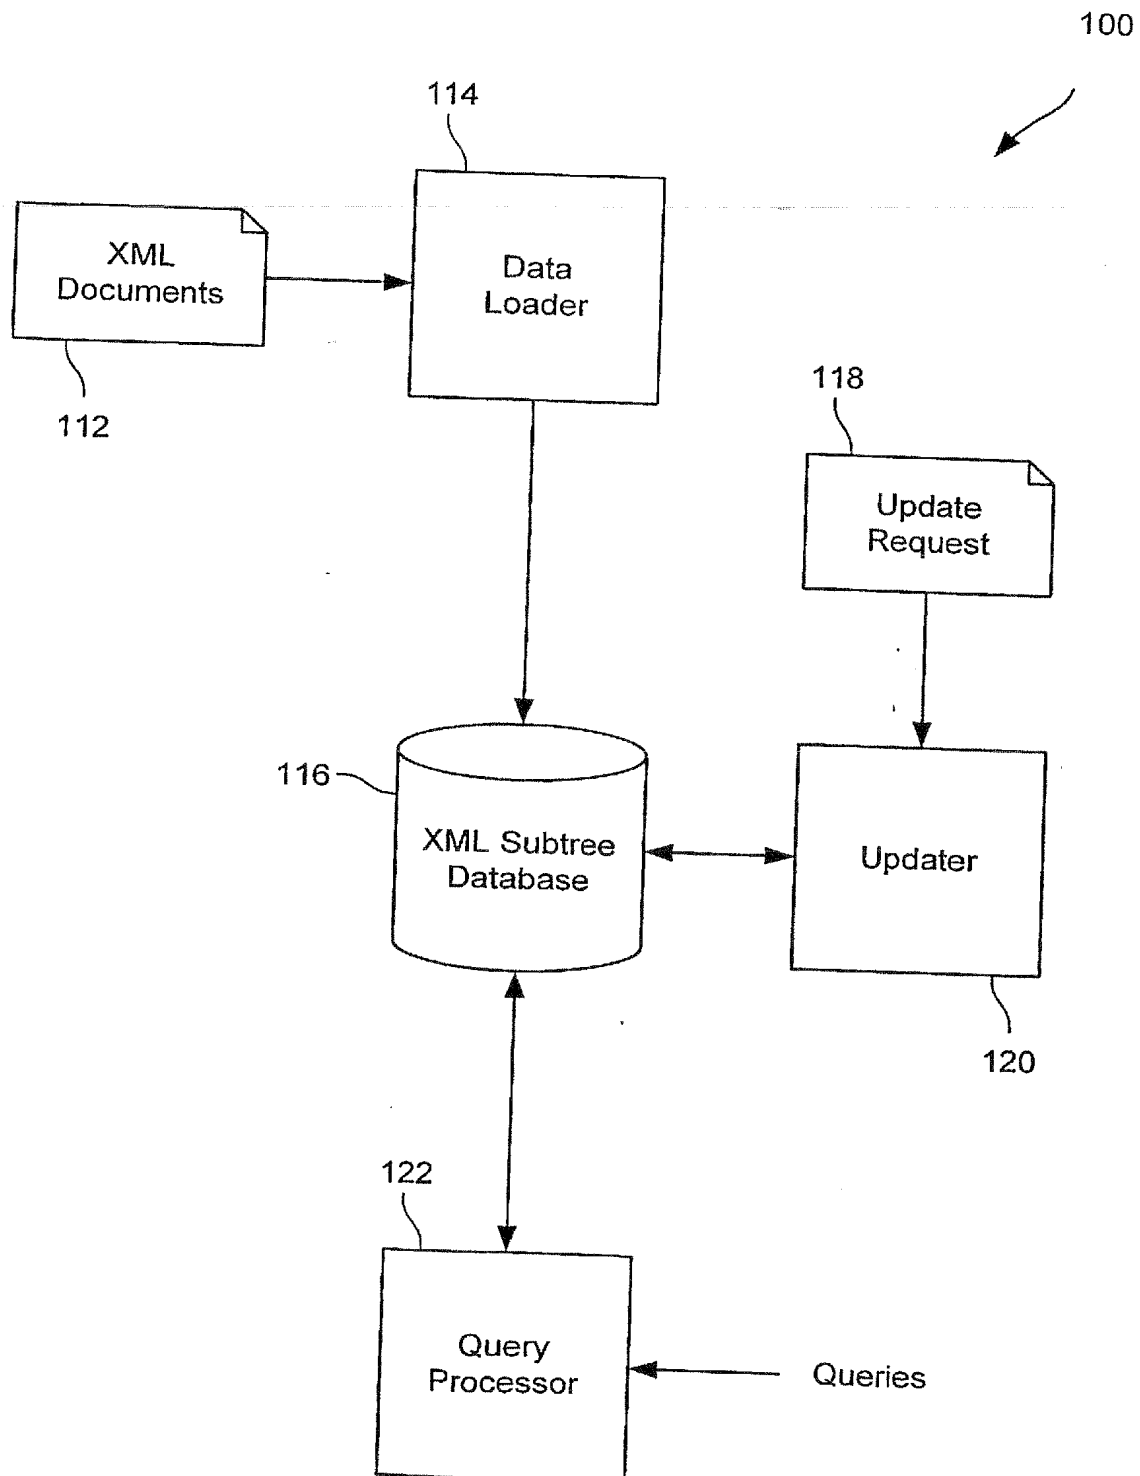 100
114
XML
Documents
Data
Loader
112
118
Update
Request
116
XML Subtree
Database
Updater
120
122
Query
Processor
Queries